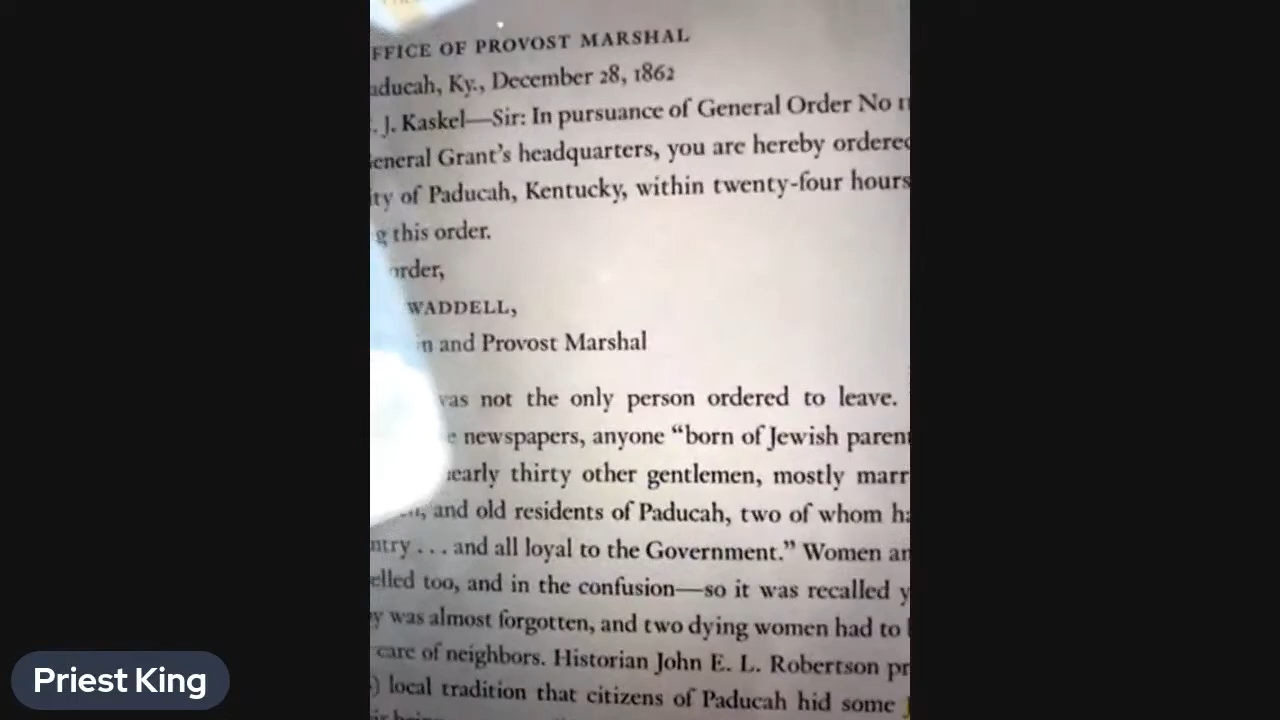 FFICE OF PROVOST MARSHAL
aducah, Ky., December 28, 1862
. J. Kaskel—Sir: In pursuance of General Order No
eneral Grant's headquarters, you are hereby ordered
ity of Paducah, Kentucky, within twenty-four hours
g this order.
order,
WADDELL,
n and Provost Marshal
was not the only person ordered to leave.
e newspapers, anyone "born of Jewish parent
nearly thirty other gentlemen, mostly marr
and old residents of Paducah, two of whom ha
ntry . . . and all loyal to the Government." Women an
elled too, and in the confusion—so it was recalled y
y was almost forgotten, and two dying women had to
care of neighbors. Historian John E. L. Robertson pr
) local tradition that citizens of Paducah hid some
Priest King